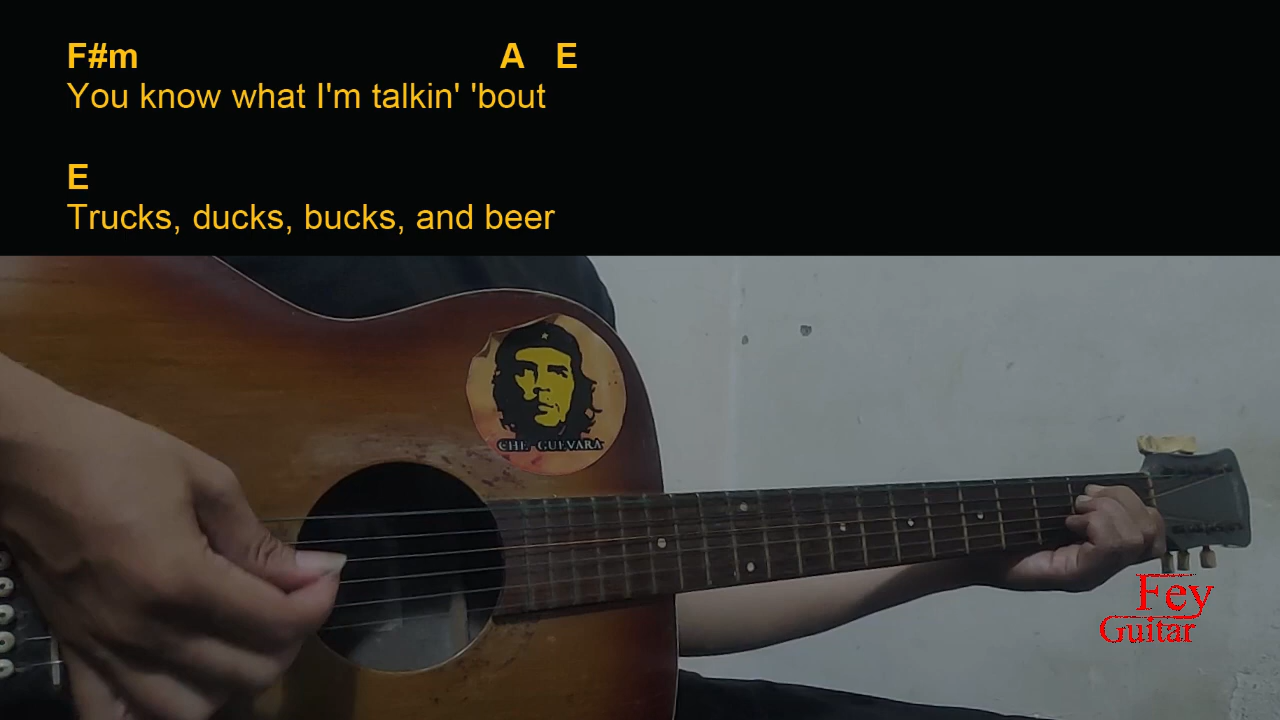 F#m A E
You know what I'm talkin' 'bout
E
Trucks, ducks, bucks, and beer
CHE GUEVARA
Fey
Guitar